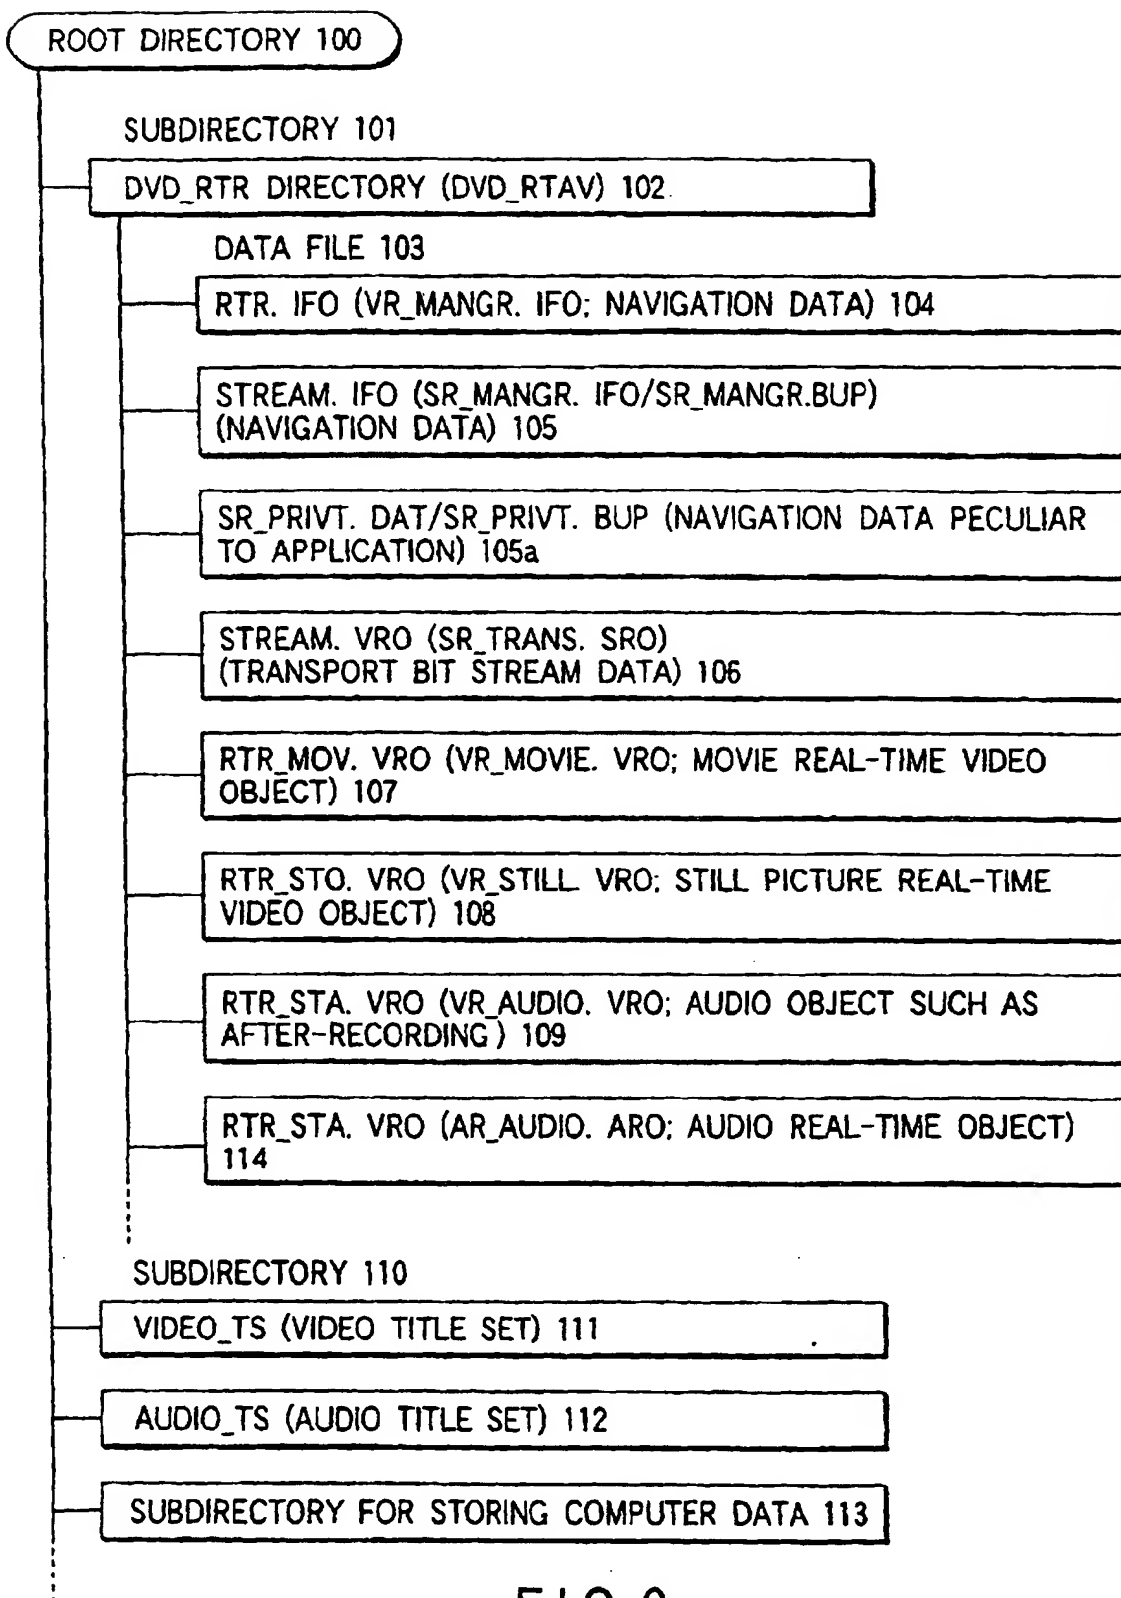 ROOT DIRECTORY 100
SUBDIRECTORY 101
DVD_RTR DIRECTORY (DVD_RTAV) 102
DATA FILE 103
RTR. IFO (VR_MANGR. IFO; NAVIGATION DATA) 104
STREAM. IFO (SR_MANGR. IFO/SR_MANGR.BUP)
(NAVIGATION DATA) 105
SR_PRIVT. DAT/SR_PRIVT. BUP (NAVIGATION DATA PECULIAR
TO APPLICATION) 105a
STREAM. VRO (SR_TRANS. SRO)
(TRANSPORT BIT STREAM DATA) 106
RTR_MOV. VRO (VR_MOVIE. VRO; MOVIE REAL-TIME VIDEO
OBJECT) 107
RTR_STO. VRO (VR_STILL. VRO; STILL PICTURE REAL-TIME
VIDEO OBJECT) 108
RTR_STA. VRO (VR_AUDIO. VRO; AUDIO OBJECT SUCH AS
AFTER-RECORDING) 109
RTR_STA. VRO (AR_AUDIO. ARO; AUDIO REAL-TIME OBJECT)
114
SUBDIRECTORY 110
VIDEO_TS (VIDEO TITLE SET) 111
AUDIO_TS (AUDIO TITLE SET) 112
SUBDIRECTORY FOR STORING COMPUTER DATA 113